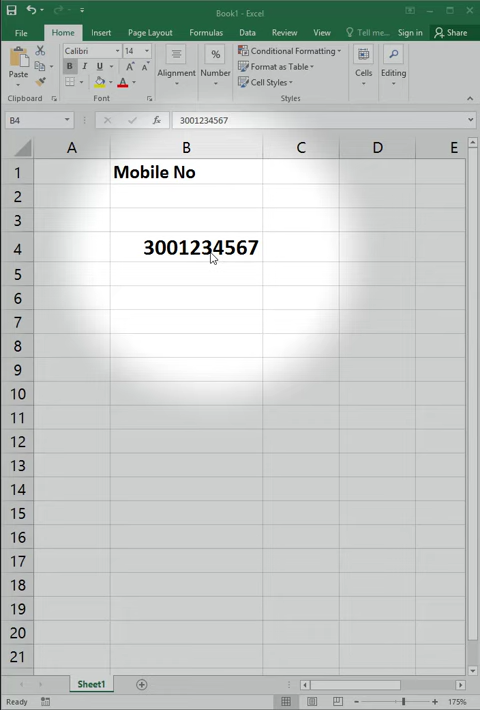 Book1 - Excel
File Home Insert Page Layout Formulas Data Review View Tell me... Sign in Share
Calibri 14 A A Conditional Formatting
B I U Format as Table
Paste A Alignment % Number Cell Styles Cells Editing
Clipboard Font Styles
B4 fx 3001234567
A B C D E
1 Mobile No
2
3
4 3001234567
5
6
7
8
9
10
11
12
13
14
15
16
17
18
19
20
21
Sheet1
Ready 175%